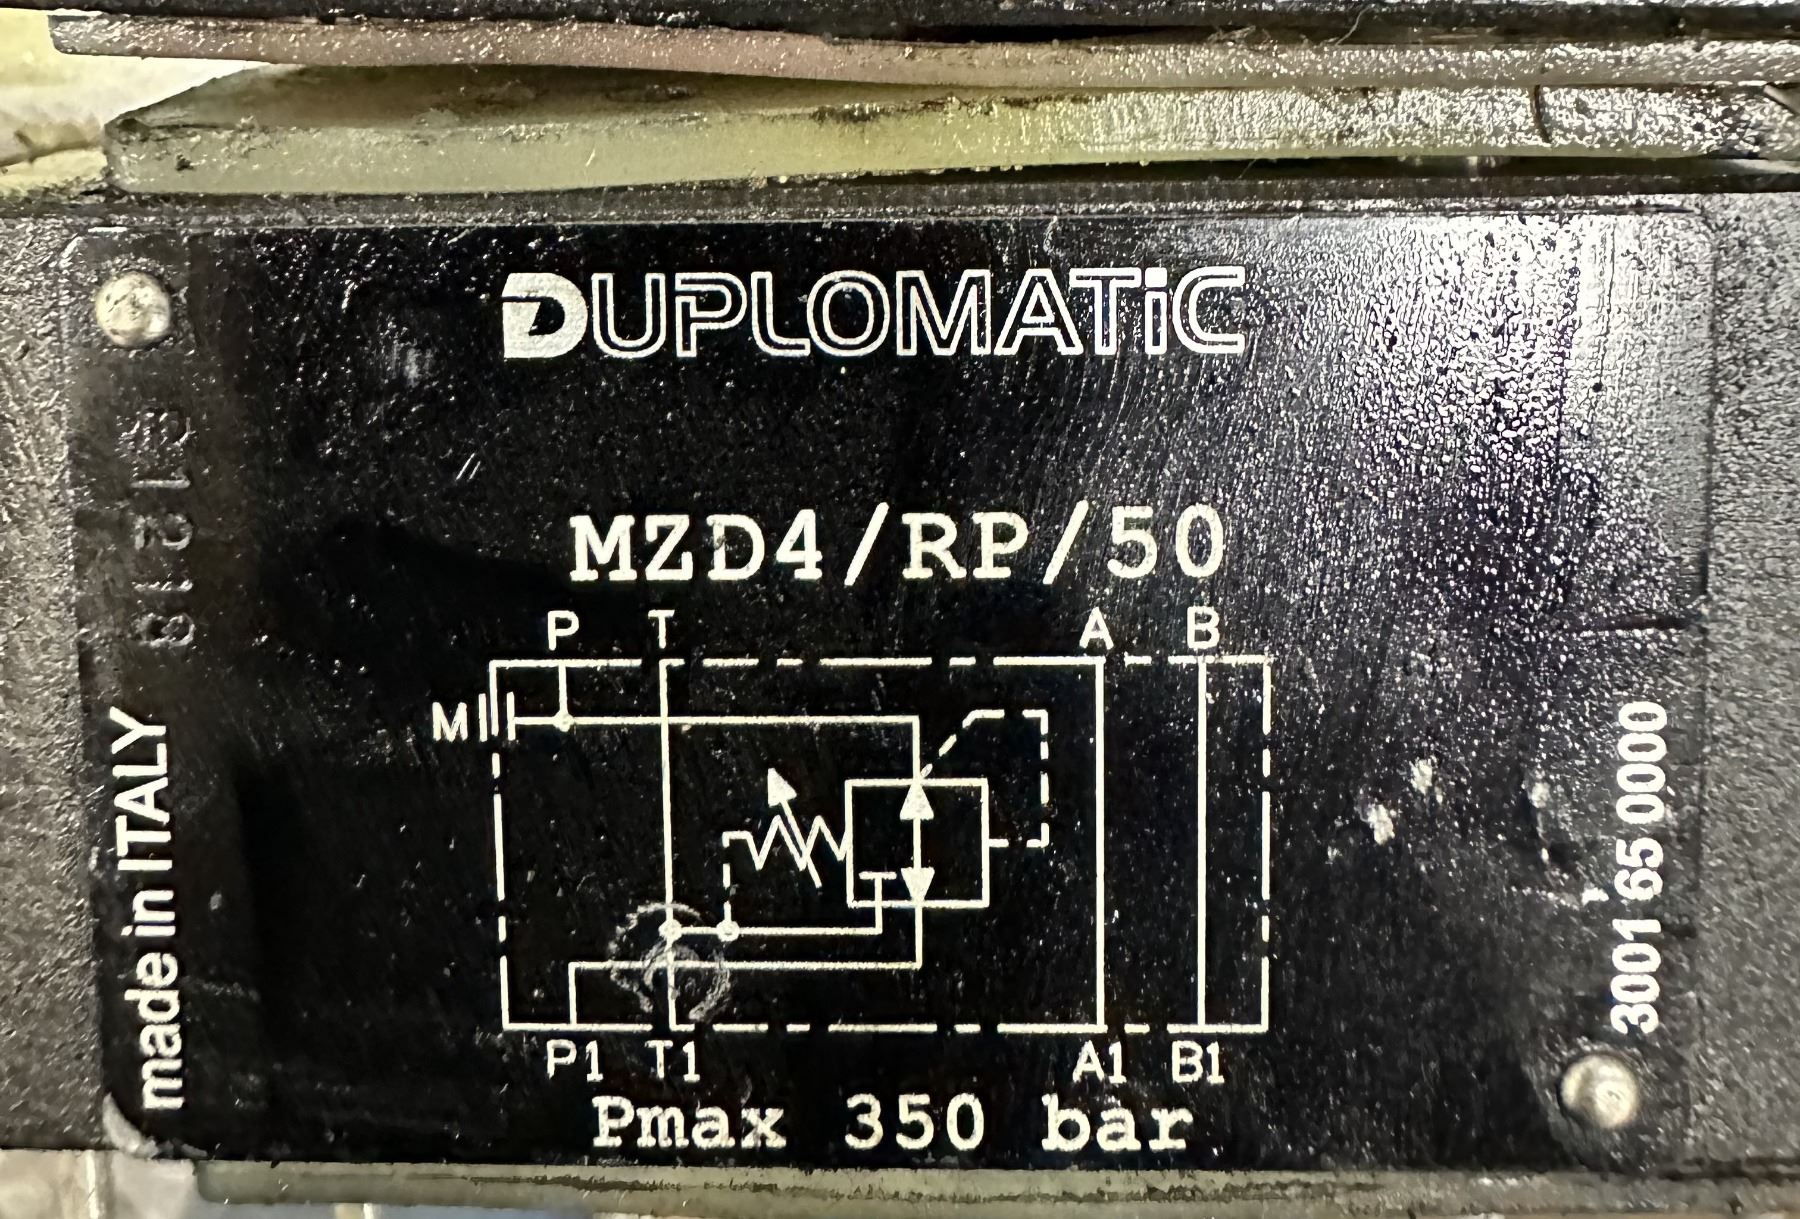 DUPLOMATiC
MZD4/RP/50
P T A B
M
P1 T1 A1 B1
Pmax 350 bar
made in ITALY
3001 65 0000